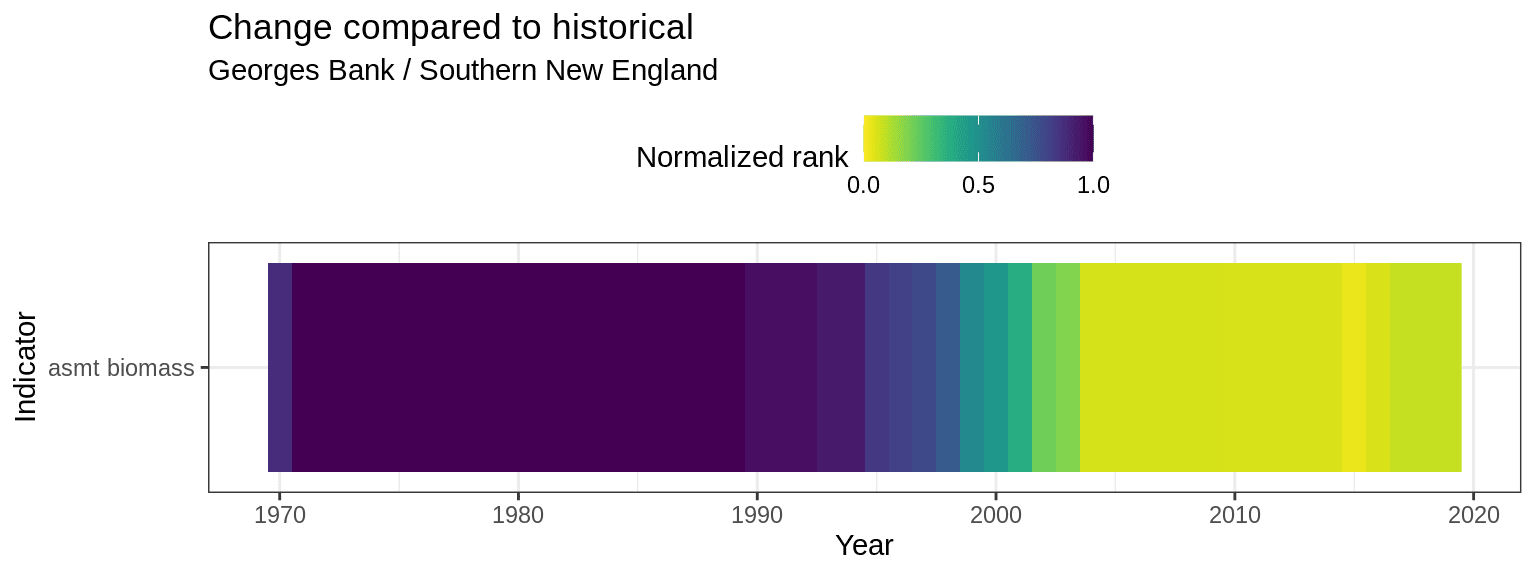 Change compared to historical
Georges Bank / Southern New England
Normalized rank
0.0 0.5 1.0
Indicator
asmt biomass
1970 1980 1990 2000 2010 2020
Year